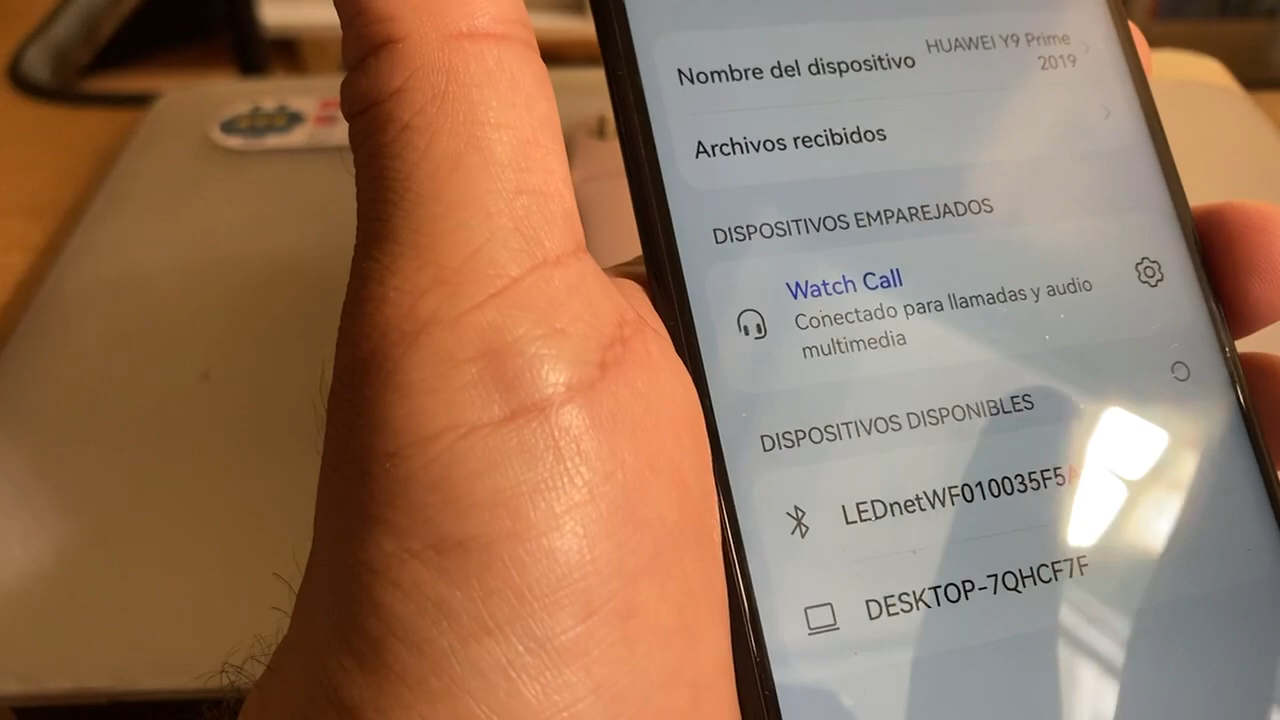 Nombre del dispositivo
HUAWEI Y9 Prime
2019
Archivos recibidos
DISPOSITIVOS EMPAREJADOS
Watch Call
Conectado para llamadas y audio
multimedia
DISPOSITIVOS DISPONIBLES
LEDnetWF010035F5A
DESKTOP-7QHCF7F